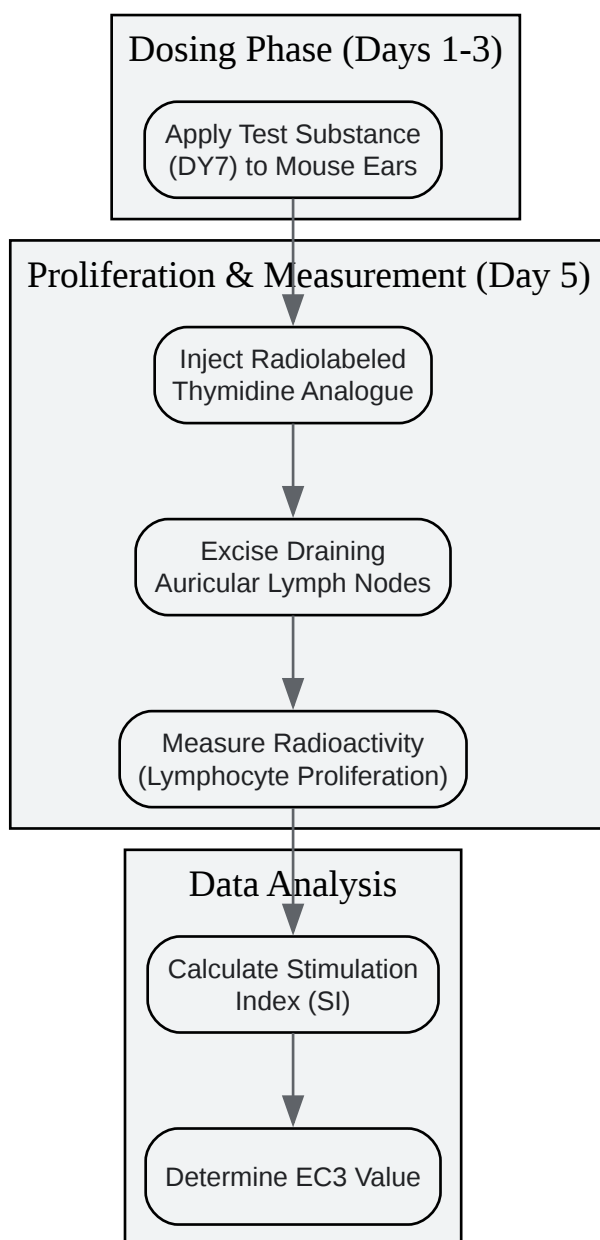 Dosing Phase (Days 1-3)
Apply Test Substance
(DY7) to Mouse Ears
Proliferation & Measurement (Day 5)
Inject Radiolabeled
Thymidine Analogue
Excise Draining
Auricular Lymph Nodes
Measure Radioactivity
(Lymphocyte Proliferation)
Data Analysis
Calculate Stimulation
Index (SI)
Determine EC3 Value